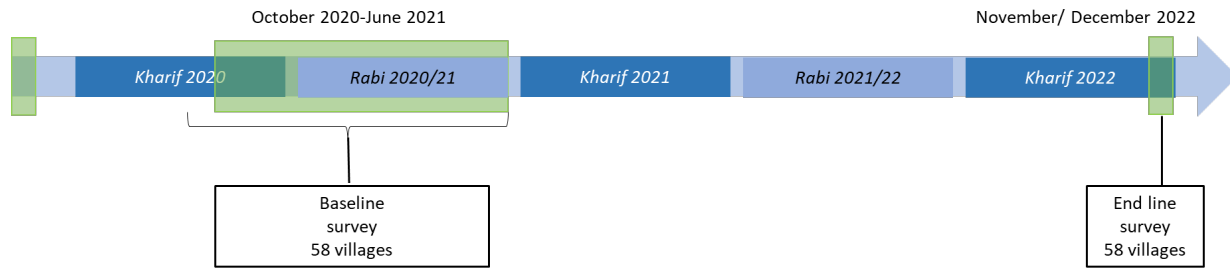 October 2020-June 2021
November/ December 2022
Kharif 2020
Rabi 2020/21
Kharif 2021
Rabi 2021/22
Kharif 2022
Baseline
survey
58 villages
End line
survey
58 villages